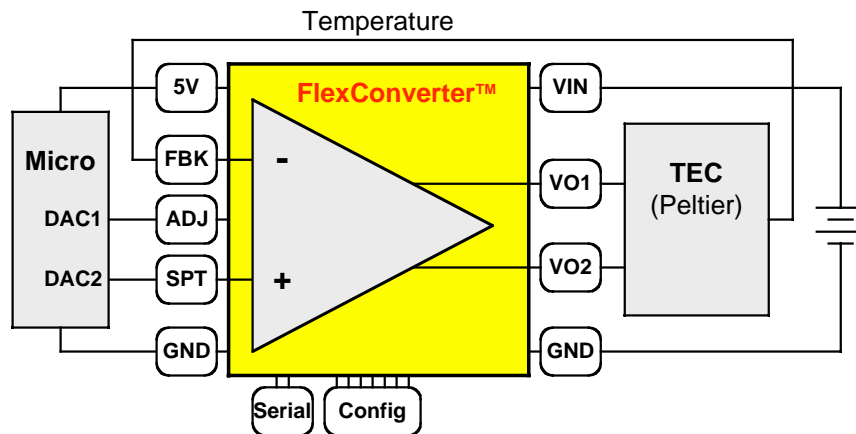 Temperature
5V
FlexConverter™
VIN
Micro
FBK
-
VO1
TEC
(Peltier)
DAC1
ADJ
DAC2
SPT
+
VO2
GND
GND
Serial
Config